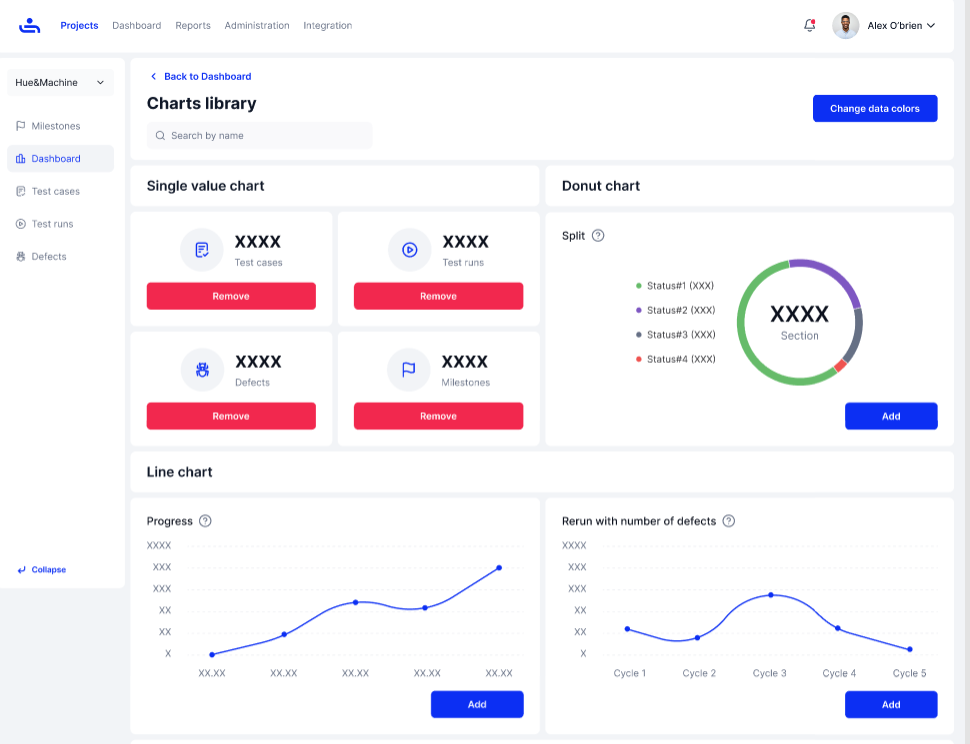 Projects Dashboard Reports Administration Integration
Alex O'brien
Hue&Machine
Milestones
Dashboard
Test cases
Test runs
Defects
Collapse
Back to Dashboard
Charts library
Search by name
Change data colors
Single value chart
XXXX
Test cases
Remove
XXXX
Test runs
Remove
XXXX
Defects
Remove
XXXX
Milestones
Remove
Donut chart
Split ?
Status#1 (XXX)
Status#2 (XXX)
Status#3 (XXX)
Status#4 (XXX)
XXXX
Section
Add
Line chart
Progress ?
XXXX
XXX
XXX
XX
XX
X
XX.XX XX.XX XX.XX XX.XX XX.XX
Add
Rerun with number of defects ?
XXXX
XXX
XXX
XX
XX
X
Cycle 1 Cycle 2 Cycle 3 Cycle 4 Cycle 5
Add